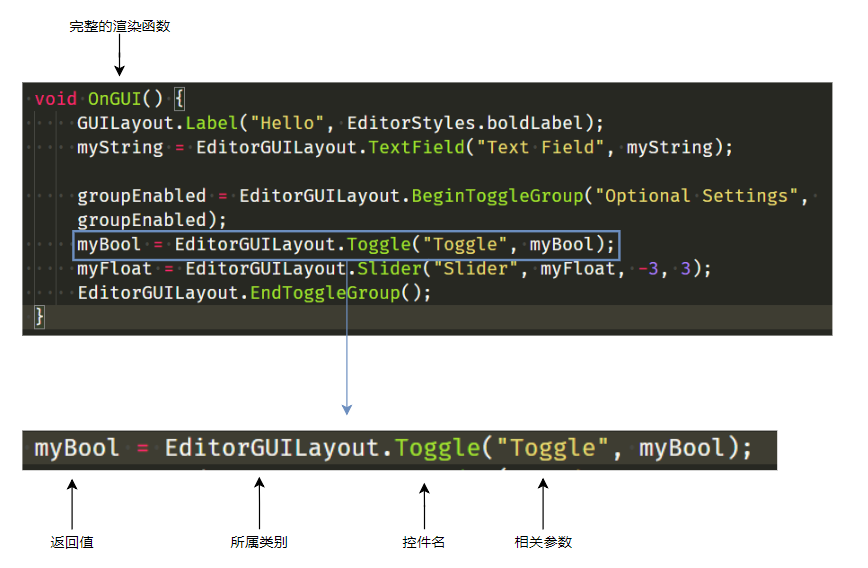 完整的渲染函数
void OnGUI() {
GUILayout.Label("Hello", EditorStyles.boldLabel);
myString = EditorGUILayout.TextField("Text Field", myString);
groupEnabled = EditorGUILayout.BeginToggleGroup("Optional Settings",
groupEnabled);
myBool = EditorGUILayout.Toggle("Toggle", myBool);
myFloat = EditorGUILayout.Slider("Slider", myFloat, -3, 3);
EditorGUILayout.EndToggleGroup();
}
myBool = EditorGUILayout.Toggle("Toggle", myBool);
返回值 所属类别 控件名 相关参数